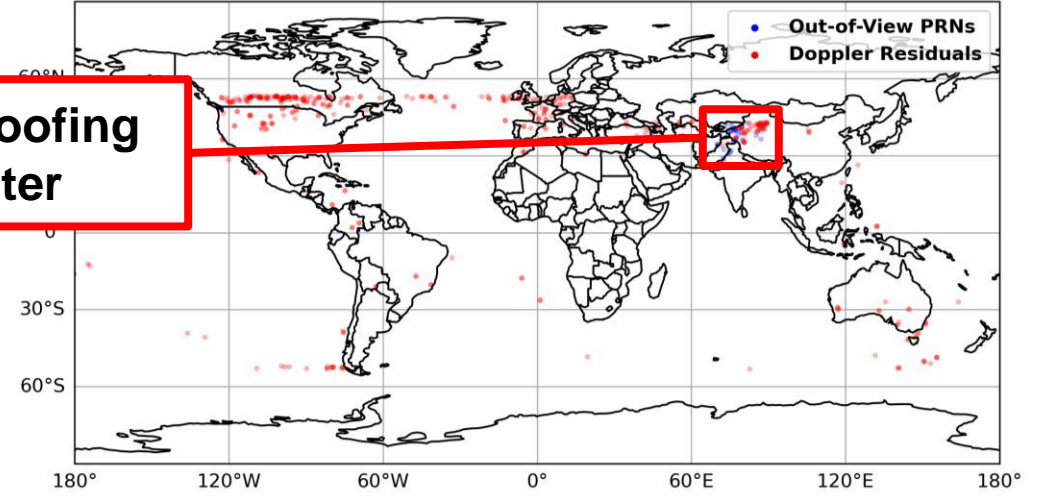 Out-of-View PRNs
Doppler Residuals
60°N
oofing
ter
0°
30°S
60°S
180°
120°W
60°W
0°
60°E
120°E
180°